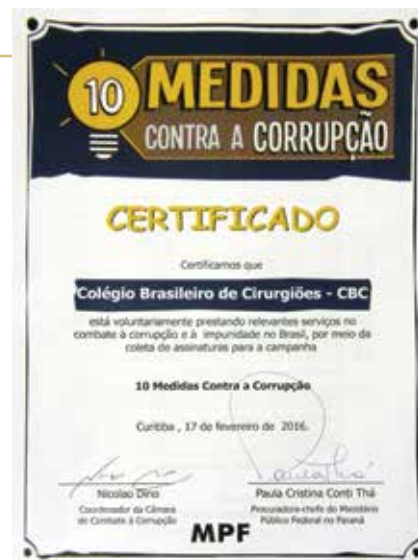 10 MEDIDAS
CONTRA A CORRUPÇÃO
CERTIFICADO
Certificamos que
Colégio Brasileiro de Cirurgiões - CBC
está voluntariamente prestando relevantes serviços no
combate à corrupção e à impunidade no Brasil, por meio da
coleta de assinaturas para a campanha
10 Medidas Contra a Corrupção
Curitiba , 17 de fevereiro de 2016.
Nicolao Dino
Coordenador da Câmara
de Combate à Corrupção
Paula Cristina Conti Thá
Procuradora-chefe do Ministério
Público Federal no Paraná
MPF